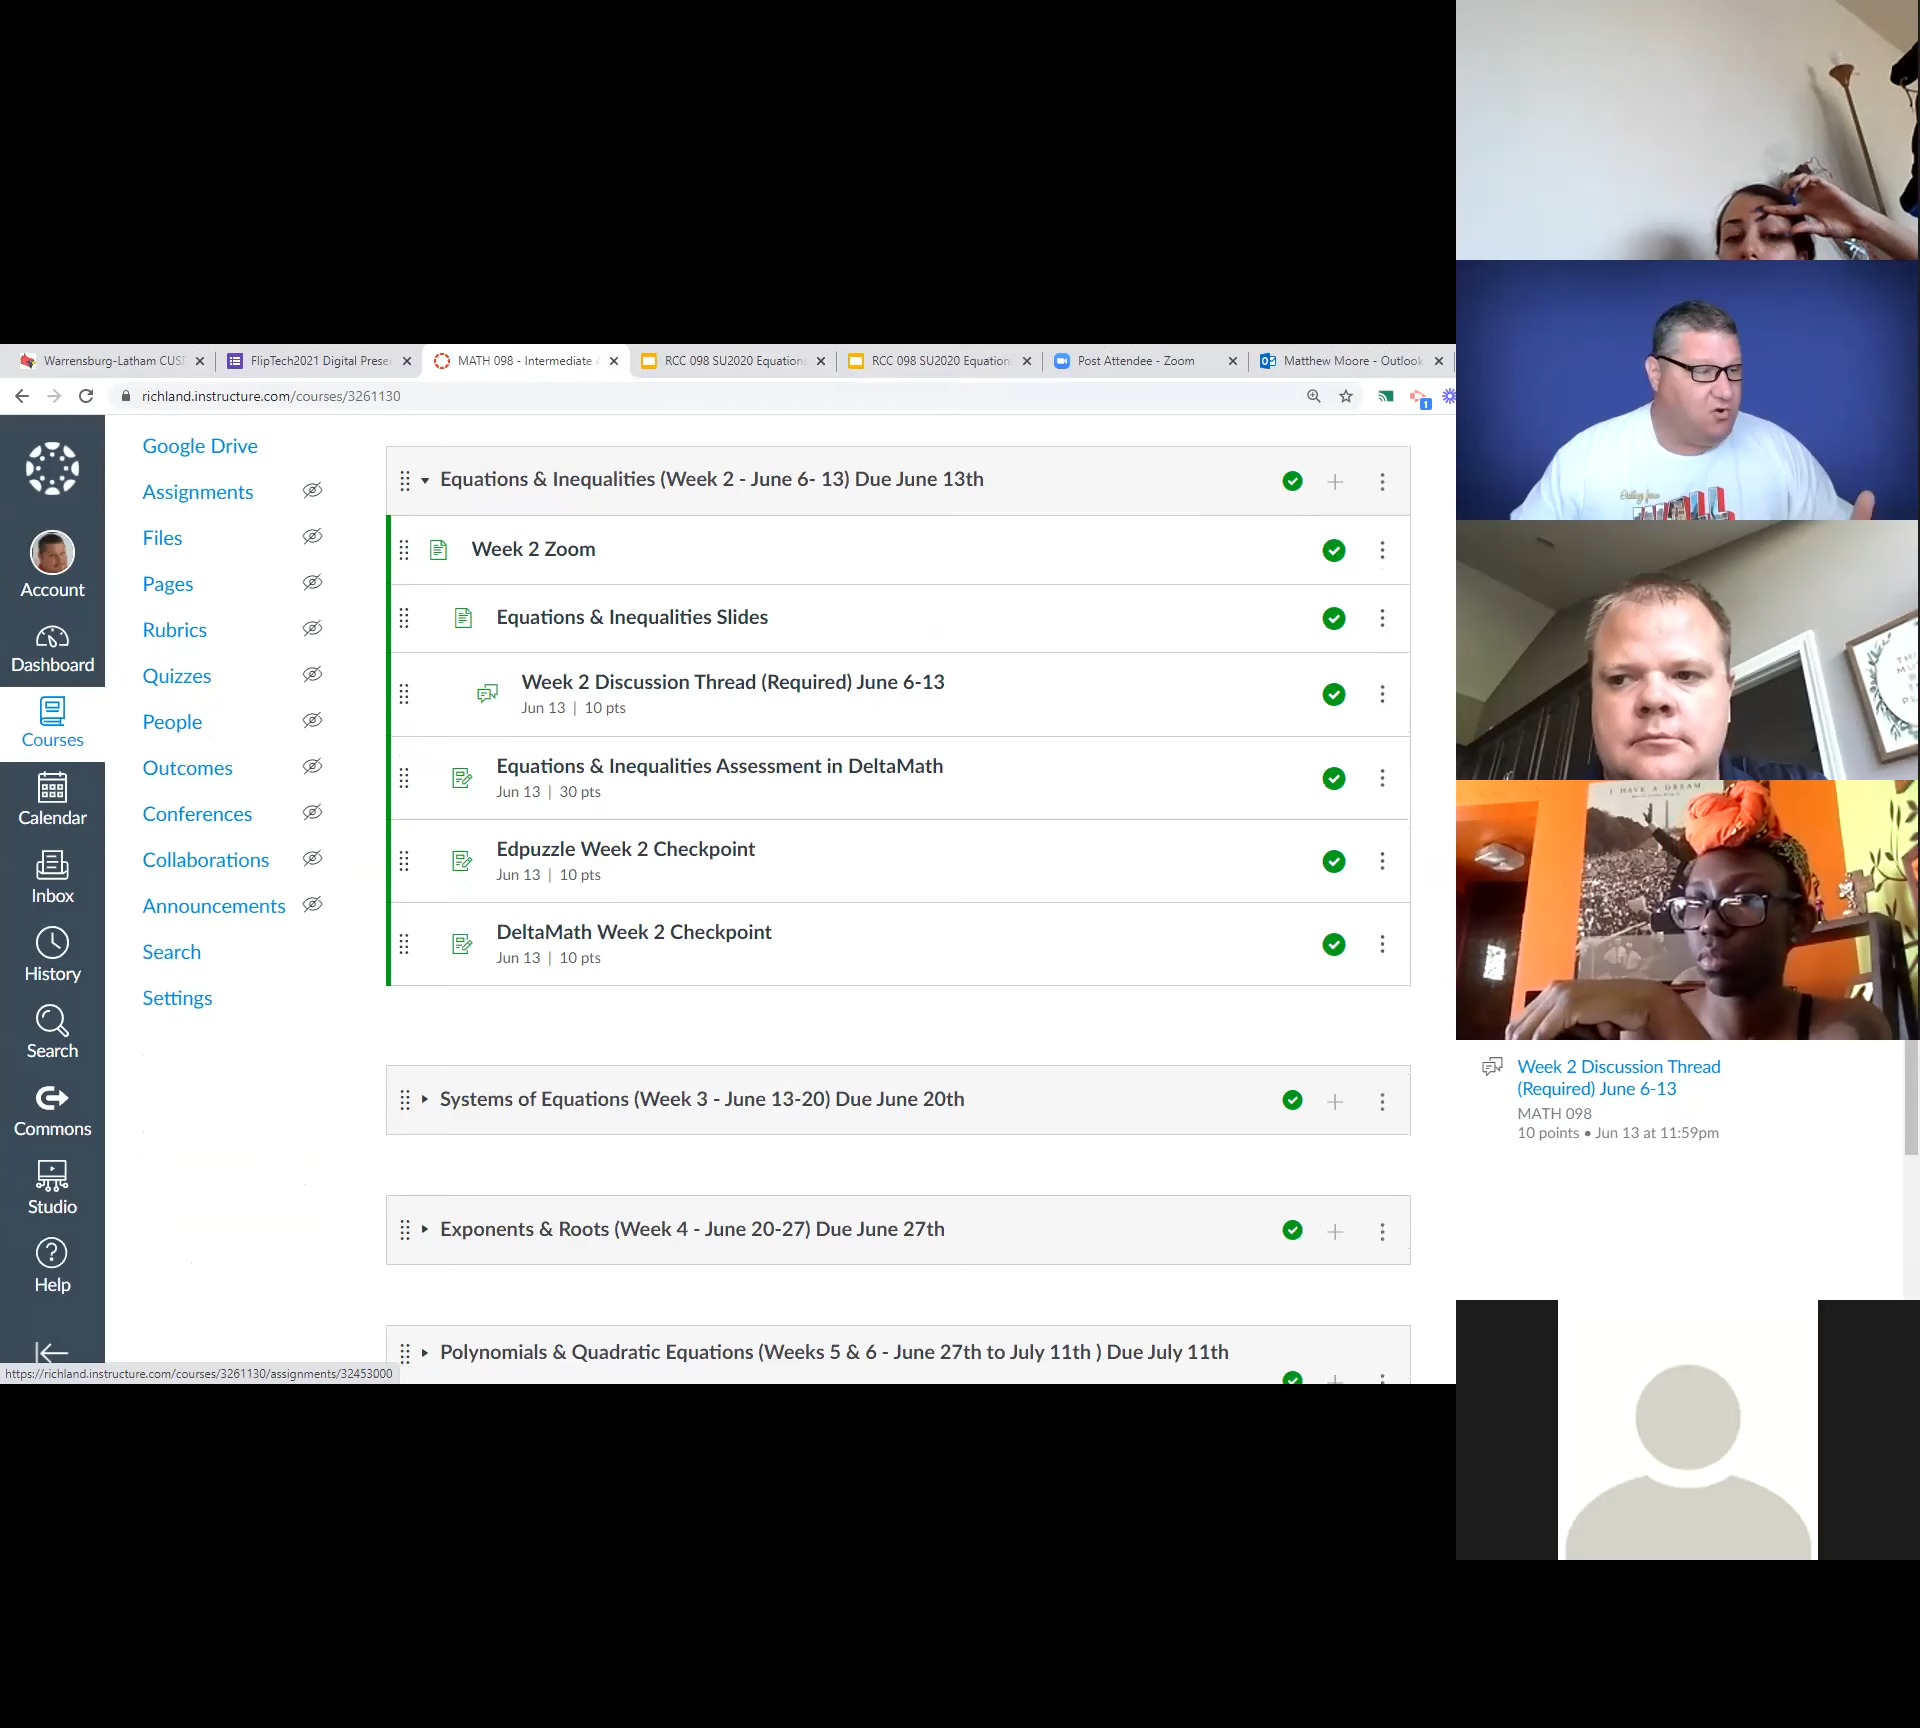 Warrensburg-Latham CUSD
FlipTech2021 Digital Presen
MATH 098 - Intermediate A
RCC 098 SU2020 Equation
RCC 098 SU2020 Equation
Post Attendee - Zoom
Matthew Moore - Outlook
richland.instructure.com/courses/3261130
1
Account
Dashboard
Courses
Calendar
Inbox
History
Search
Commons
Studio
Help
Google Drive
Assignments
Files
Pages
Rubrics
Quizzes
People
Outcomes
Conferences
Collaborations
Announcements
Search
Settings
Equations & Inequalities (Week 2 - June 6- 13) Due June 13th
Week 2 Zoom
Equations & Inequalities Slides
Week 2 Discussion Thread (Required) June 6-13
Jun 13 | 10 pts
Equations & Inequalities Assessment in DeltaMath
Jun 13 | 30 pts
Edpuzzle Week 2 Checkpoint
Jun 13 | 10 pts
DeltaMath Week 2 Checkpoint
Jun 13 | 10 pts
Systems of Equations (Week 3 - June 13-20) Due June 20th
Exponents & Roots (Week 4 - June 20-27) Due June 27th
Polynomials & Quadratic Equations (Weeks 5 & 6 - June 27th to July 11th ) Due July 11th
https://richland.instructure.com/courses/3261130/assignments/32453000
I HAVE A DREAM
Week 2 Discussion Thread
(Required) June 6-13
MATH 098
10 points • Jun 13 at 11:59pm